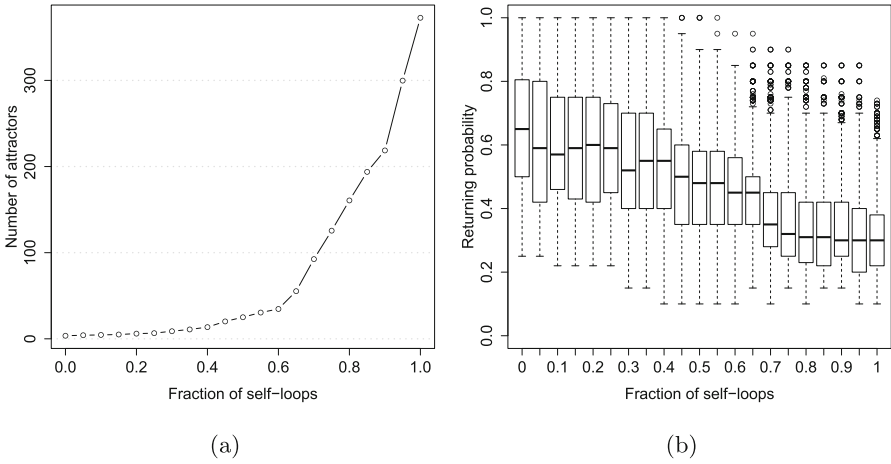 Number of attractors
300
200
100
0
0.0 0.2 0.4 0.6 0.8 1.0
Fraction of self−loops
(a)
Returning probability
1.0
0.8
0.6
0.4
0.2
0.0
0 0.1 0.2 0.3 0.4 0.5 0.6 0.7 0.8 0.9 1
Fraction of self−loops
(b)